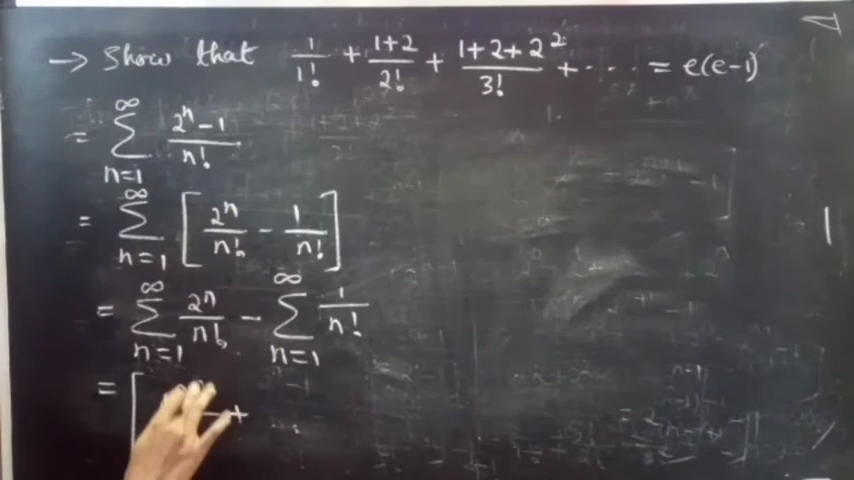 → Show that 1/1! + 1+2/2! + 1+2+2²/3! + ... = e(e-1)
= ∑_{n=1}^{∞} 2ⁿ-1/n!
= ∑_{n=1}^{∞} [2ⁿ/n! - 1/n!]
= ∑_{n=1}^{∞} 2ⁿ/n! - ∑_{n=1}^{∞} 1/n!
= [ +